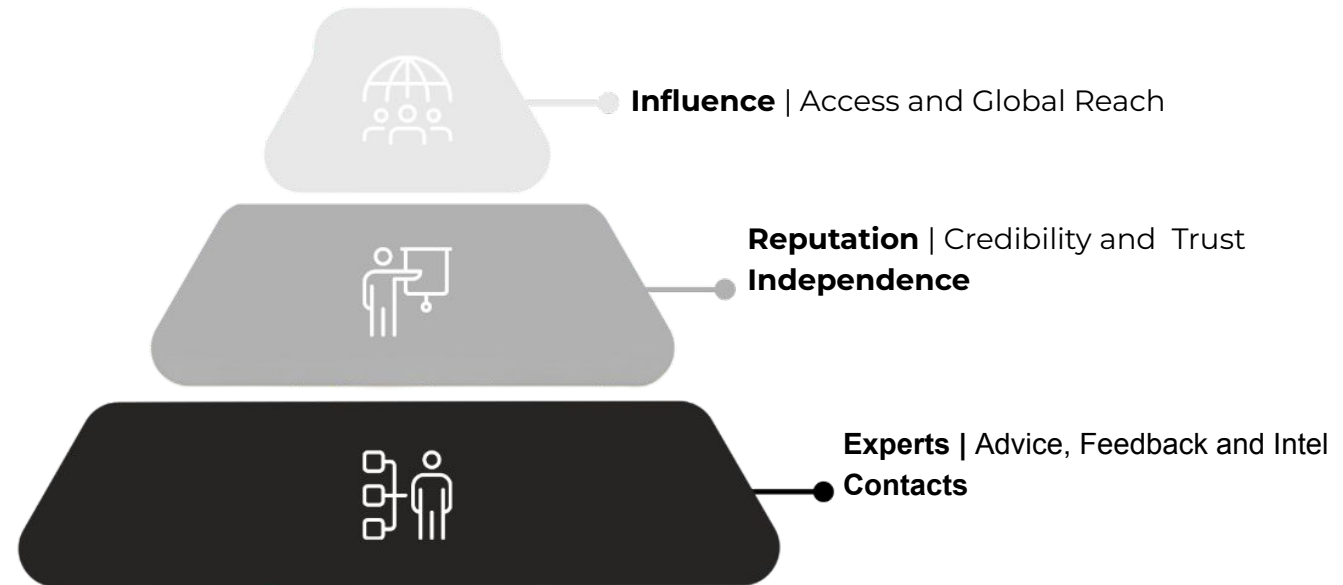 Influence | Access and Global Reach
Reputation | Credibility and Trust
Independence
Experts | Advice, Feedback and Intel
Contacts